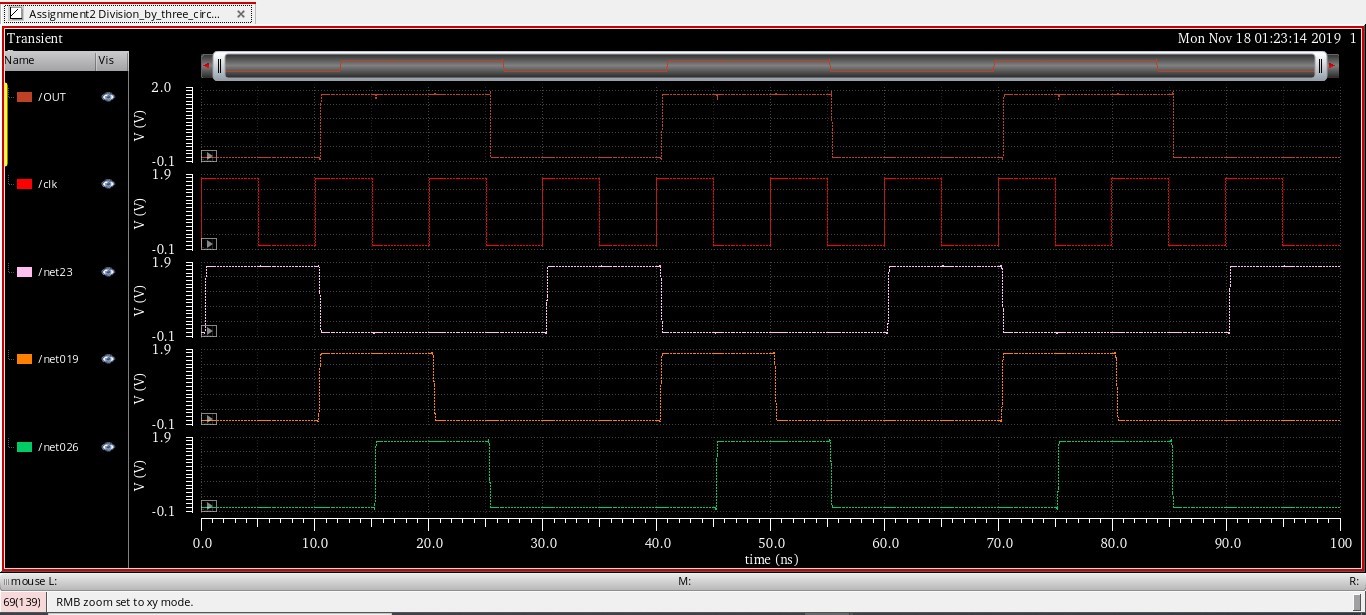 Assignment2 Division_by_three_circ...
Transient
Mon Nov 18 01:23:14 2019 1
Name Vis
/OUT
2.0
V (V)
-0.1
/clk
1.9
V (V)
-0.1
/net23
1.9
V (V)
-0.1
/net019
1.9
V (V)
-0.1
/net026
1.9
V (V)
-0.1
0.0 10.0 20.0 30.0 40.0 50.0 60.0 70.0 80.0 90.0 100
time (ns)
mouse L: M: R:
69(139) RMB zoom set to xy mode.